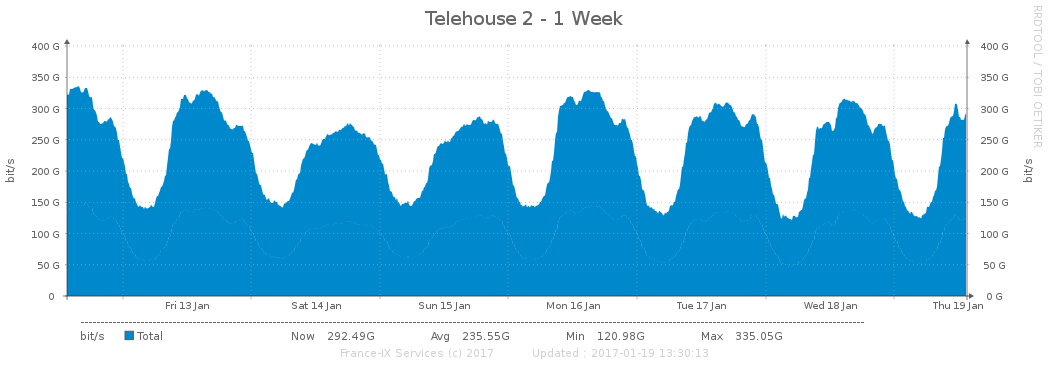 Telehouse 2 - 1 Week
RRDTOOL / TOBI OETIKER
400 G 400 G
350 G 350 G
300 G 300 G
250 G 250 G
200 G 200 G
150 G 150 G
100 G 100 G
50 G 50 G
0 0 G
bit/s bit/s
Fri 13 Jan Sat 14 Jan Sun 15 Jan Mon 16 Jan Tue 17 Jan Wed 18 Jan Thu 19 Jan
bit/s Total Now 292.49G Avg 235.55G Min 120.98G Max 335.05G
France-IX Services (c) 2017 Updated : 2017-01-19 13:30:13